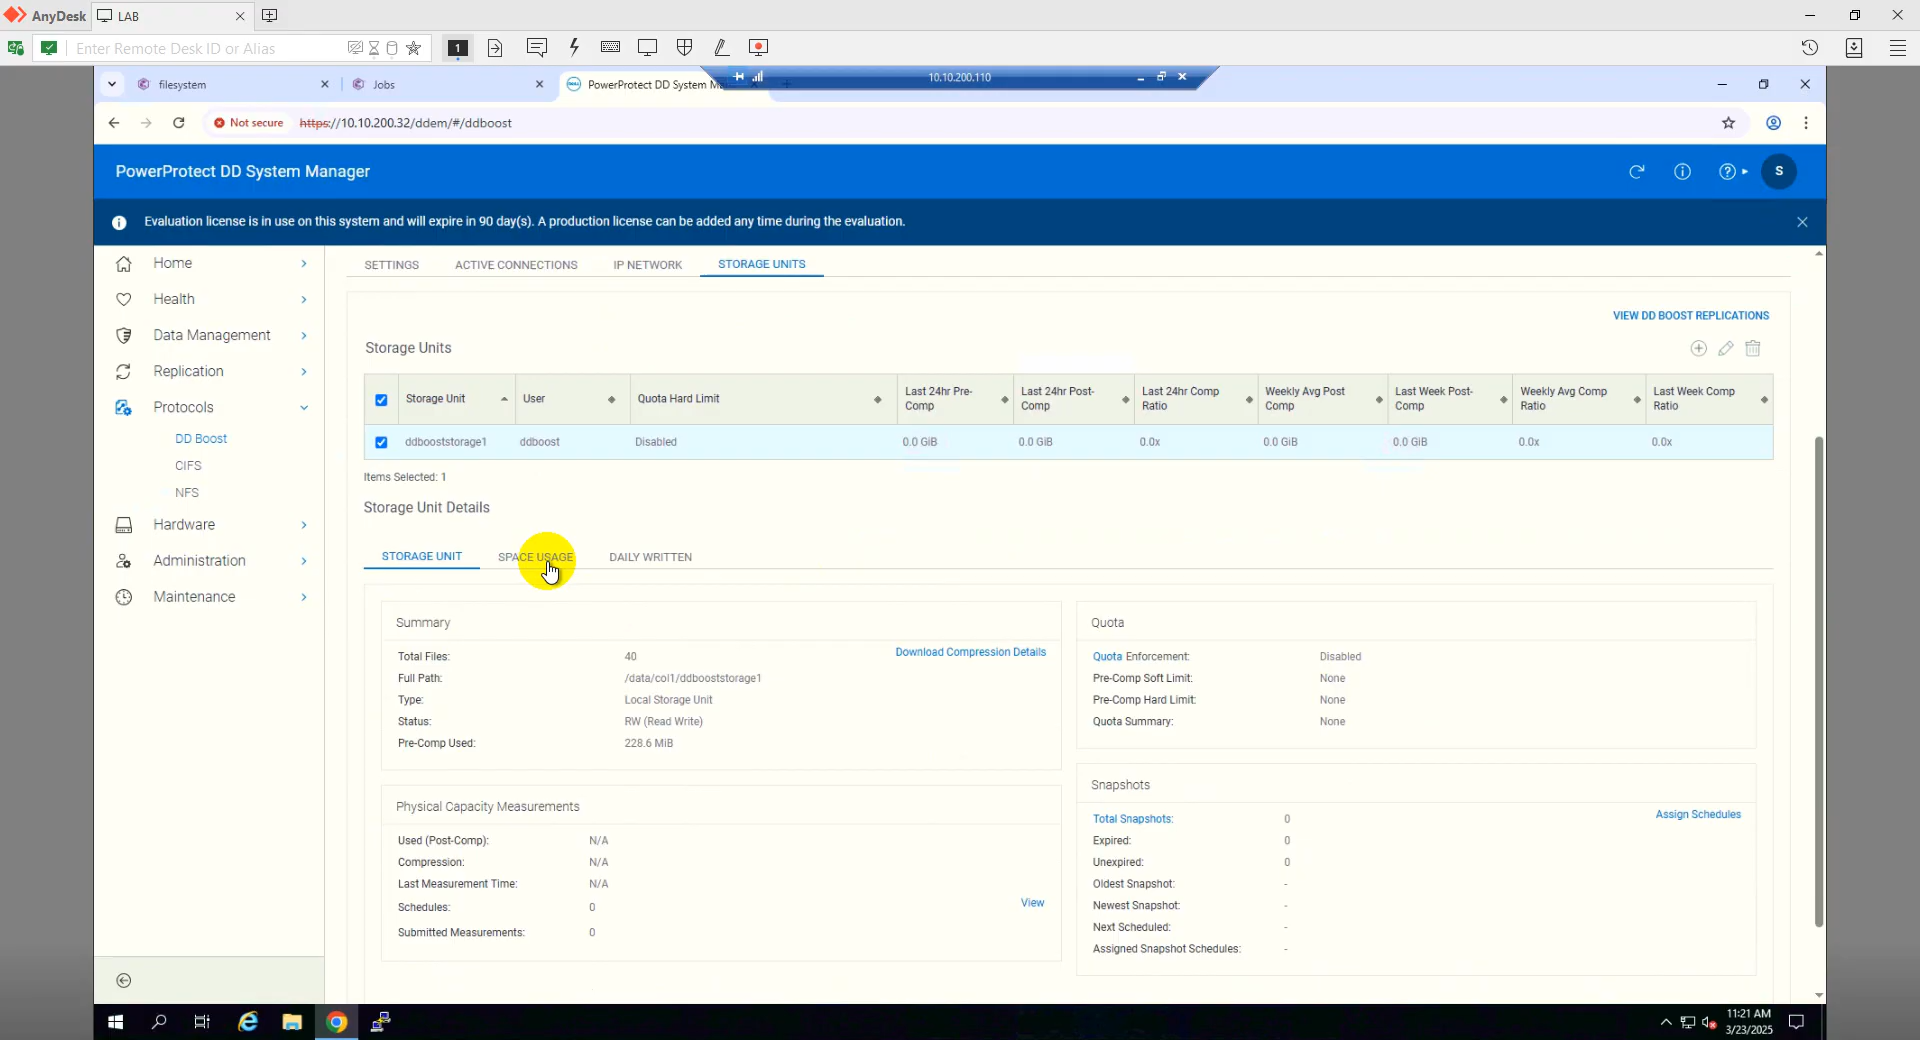 AnyDesk
LAB
Enter Remote Desk ID or Alias
1
filesystem
Jobs
PowerProtect DD System Ma
10.10.200.110
Not secure
https://10.10.200.32/ddem/#/ddboost
PowerProtect DD System Manager
S
Evaluation license is in use on this system and will expire in 90 day(s). A production license can be added any time during the evaluation.
Home
Health
Data Management
Replication
Protocols
DD Boost
CIFS
NFS
Hardware
Administration
Maintenance
SETTINGS
ACTIVE CONNECTIONS
IP NETWORK
STORAGE UNITS
VIEW DD BOOST REPLICATIONS
Storage Units
Storage Unit
User
Quota Hard Limit
Last 24hr Pre-
Comp
Last 24hr Post-
Comp
Last 24hr Comp
Ratio
Weekly Avg Post
Comp
Last Week Post-
Comp
Weekly Avg Comp
Ratio
Last Week Comp
Ratio
ddbooststorage1 ddboost Disabled 0.0 GiB 0.0 GiB 0.0x 0.0 GiB 0.0 GiB 0.0x 0.0x
Items Selected: 1
Storage Unit Details
STORAGE UNIT
SPACE USAGE
DAILY WRITTEN
Summary
Total Files: 40
Download Compression Details
Full Path: /data/col1/ddbooststorage1
Type: Local Storage Unit
Status: RW (Read Write)
Pre-Comp Used: 228.6 MiB
Quota
Quota Enforcement: Disabled
Pre-Comp Soft Limit: None
Pre-Comp Hard Limit: None
Quota Summary: None
Physical Capacity Measurements
Used (Post-Comp): N/A
Compression: N/A
Last Measurement Time: N/A
Schedules: 0
View
Submitted Measurements: 0
Snapshots
Total Snapshots: 0
Assign Schedules
Expired: 0
Unexpired: 0
Oldest Snapshot: -
Newest Snapshot: -
Next Scheduled: -
Assigned Snapshot Schedules: -
11:21 AM
3/23/2025